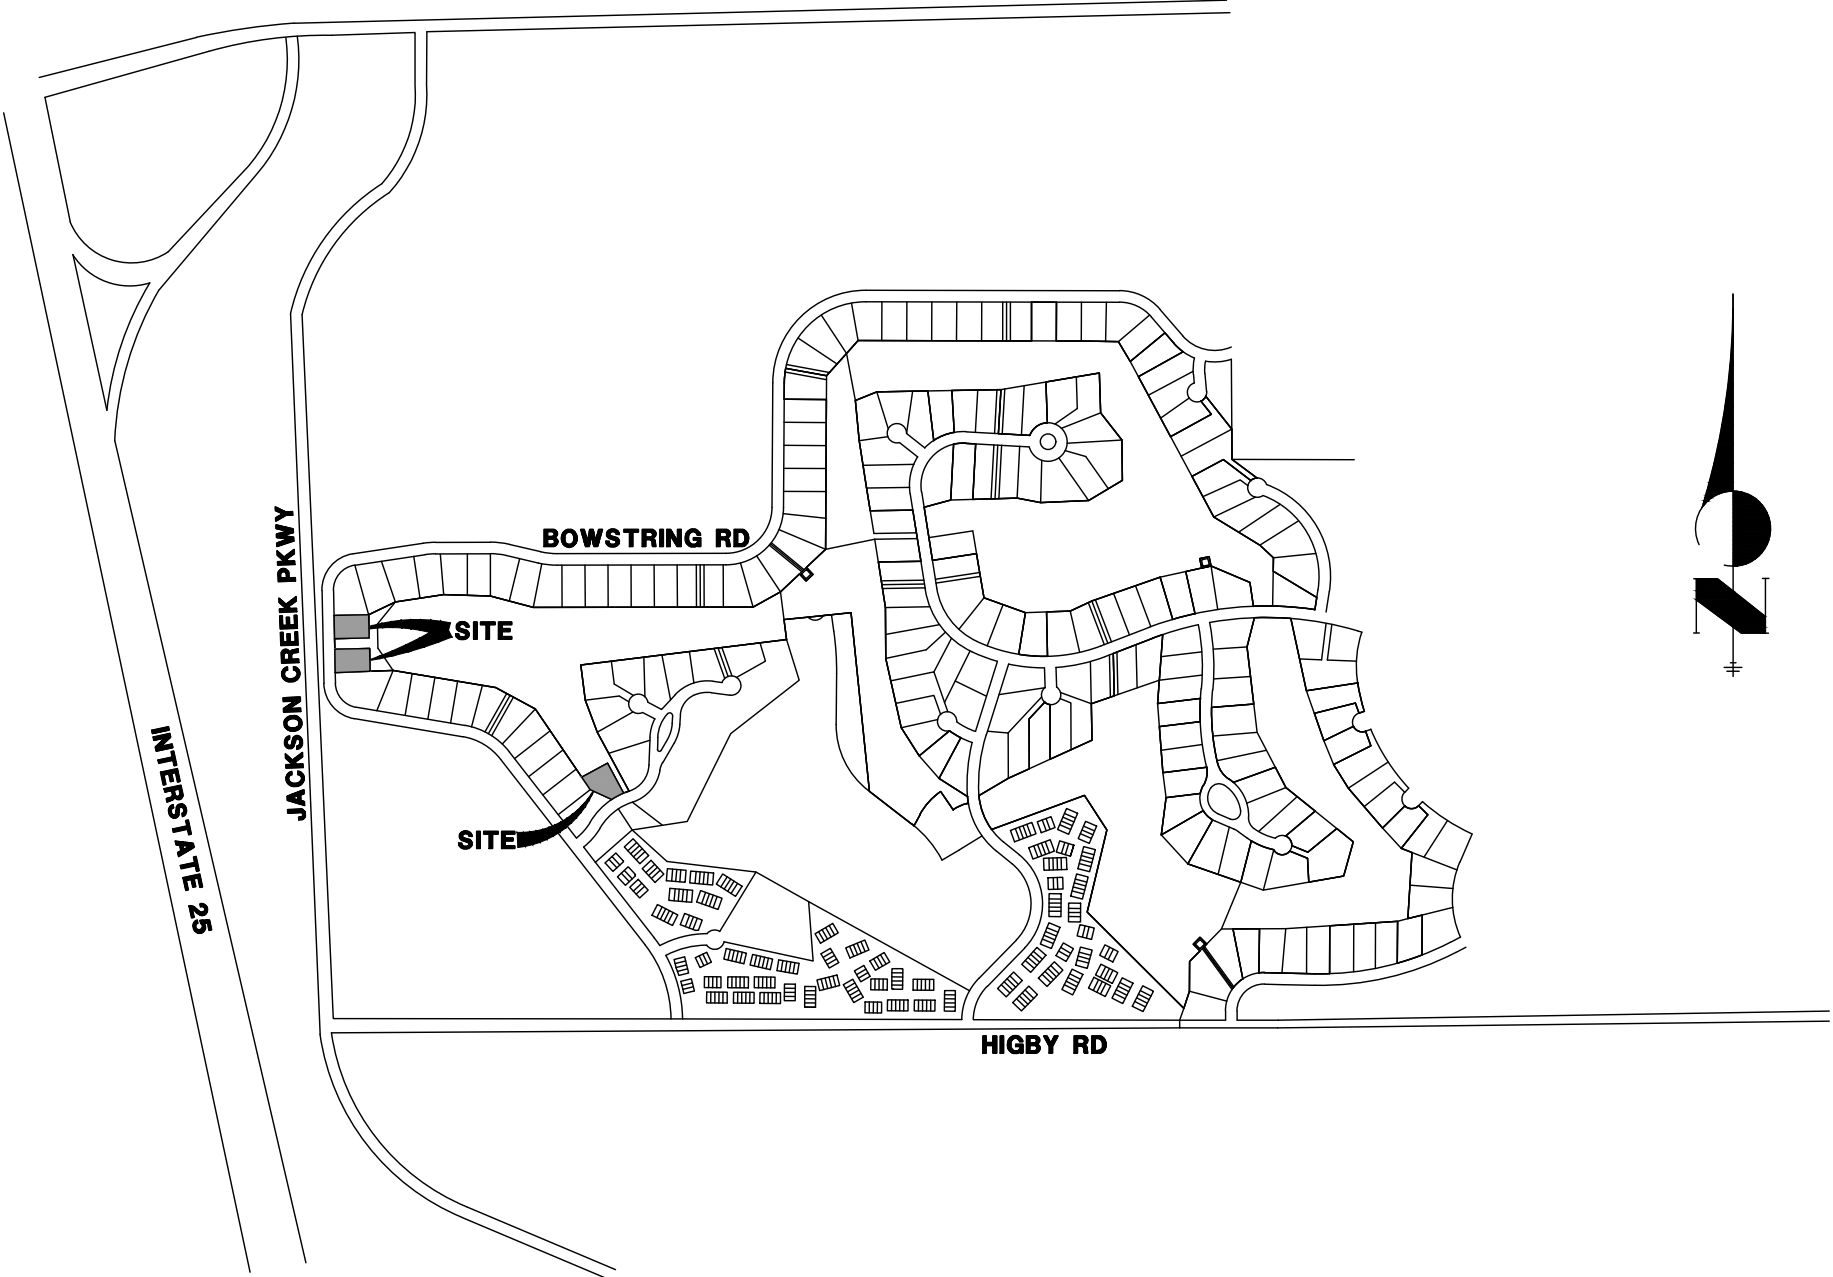 BOWSTRING RD
JACKSON CREEK PKWY
SITE
INTERSTATE 25
SITE
HIGBY RD
N